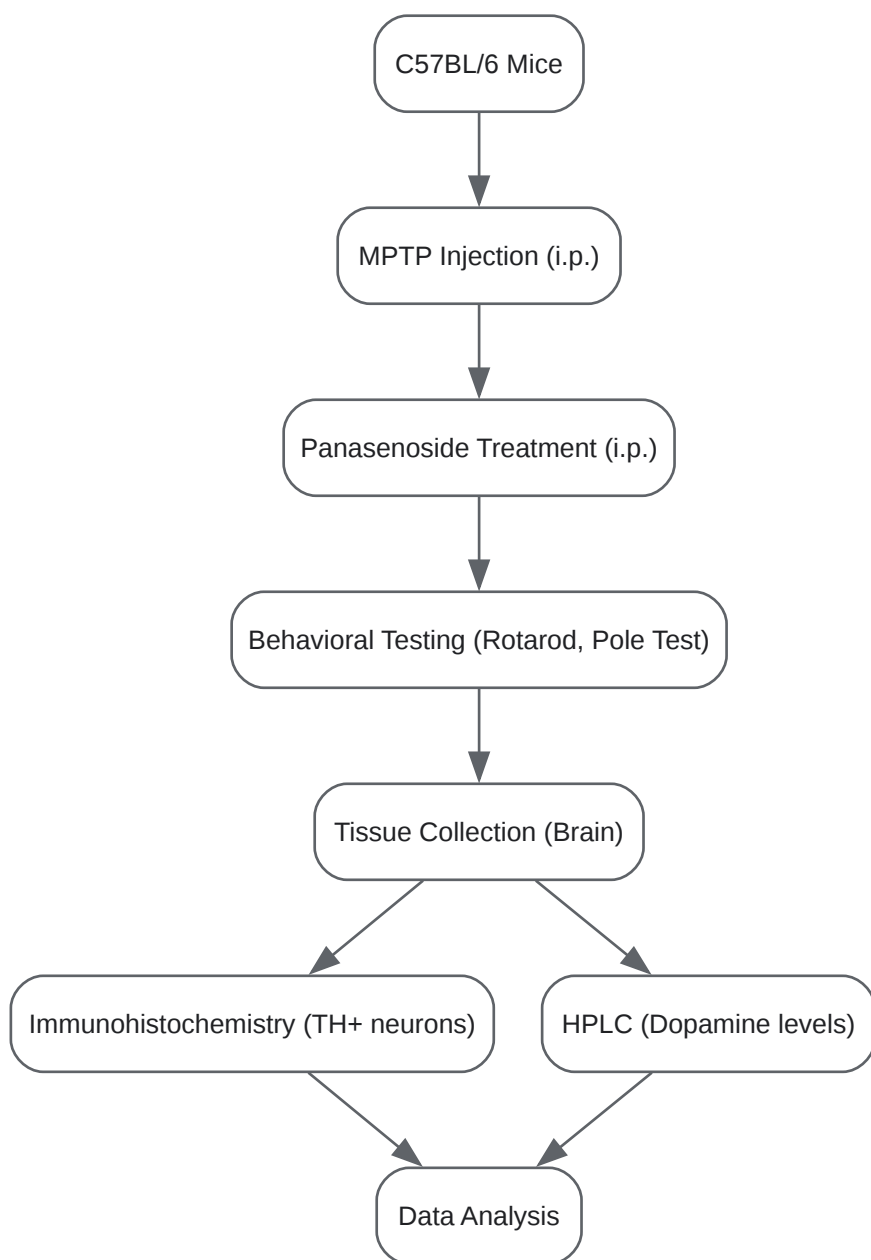 C57BL/6 Mice
MPTP Injection (i.p.)
Panasenoside Treatment (i.p.)
Behavioral Testing (Rotarod, Pole Test)
Tissue Collection (Brain)
Immunohistochemistry (TH+ neurons)
HPLC (Dopamine levels)
Data Analysis